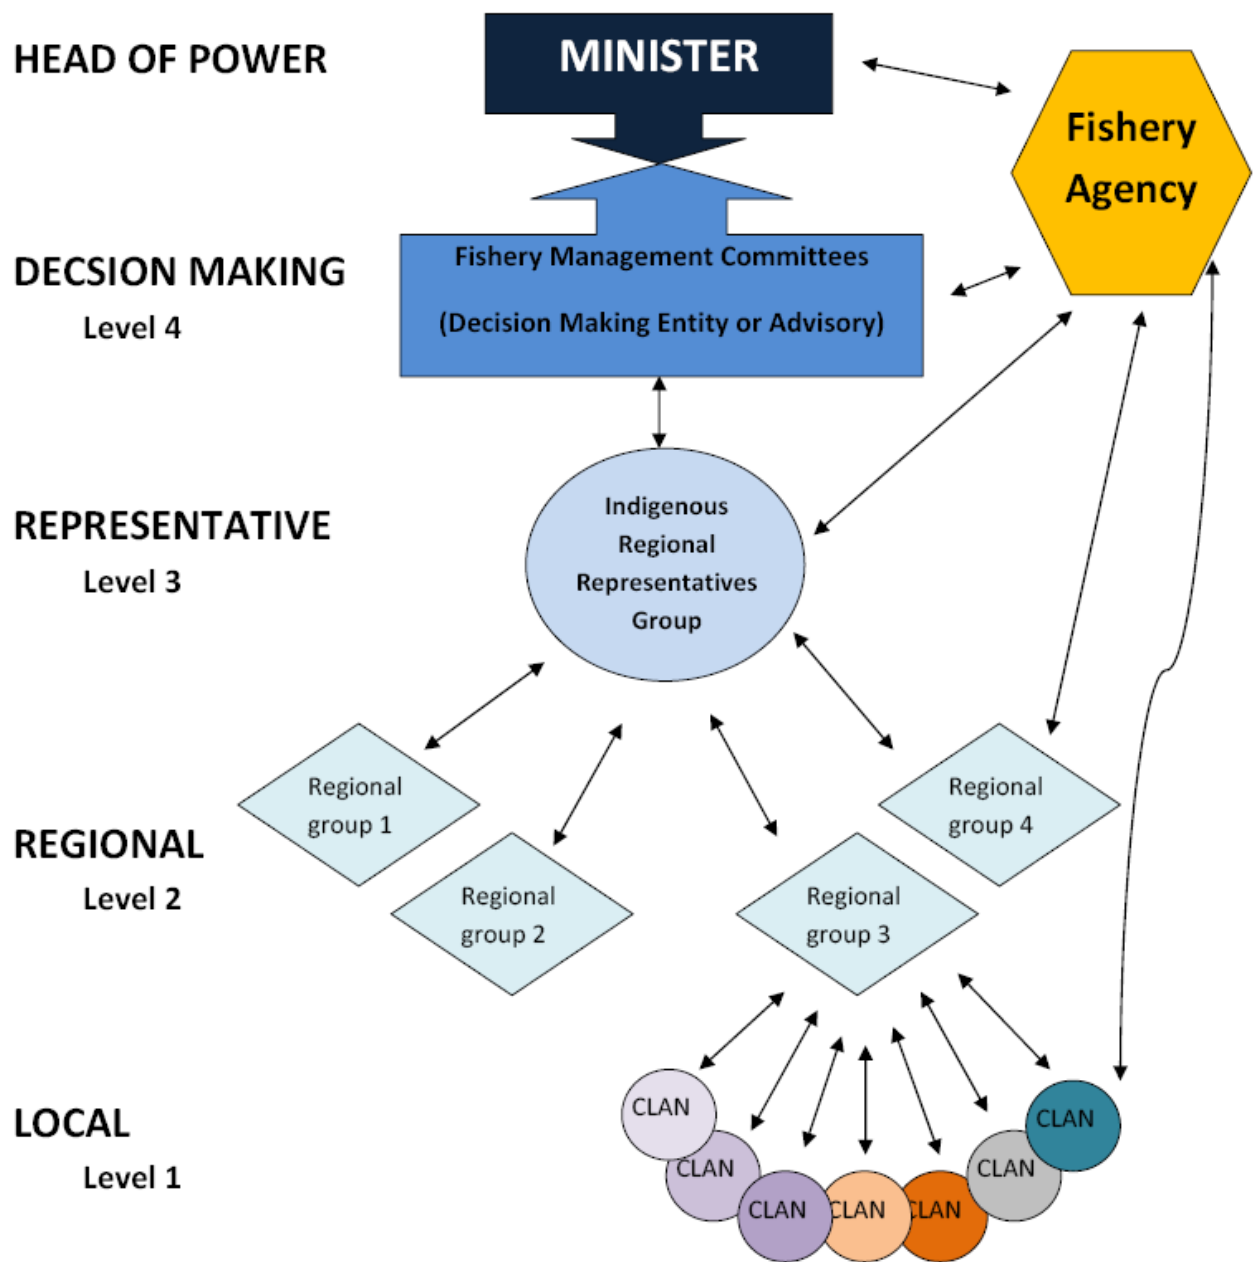 HEAD OF POWER
MINISTER
Fishery
Agency
DECSION MAKING
Level 4
Fishery Management Committees
(Decision Making Entity or Advisory)
REPRESENTATIVE
Level 3
Indigenous
Regional
Representatives
Group
REGIONAL
Level 2
Regional
group 1
Regional
group 2
Regional
group 3
Regional
group 4
LOCAL
Level 1
CLAN
CLAN
CLAN
CLAN
CLAN
CLAN
CLAN